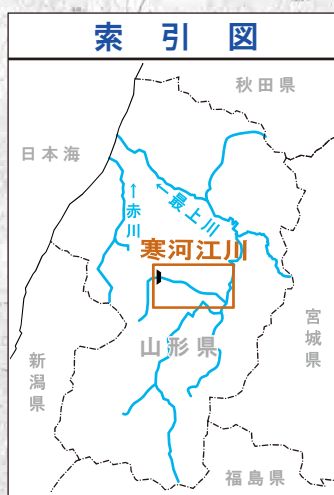 索引図
秋田県
日本海
←最上川
←赤川
寒河江川
宮城県
山形県
新潟県
福島県